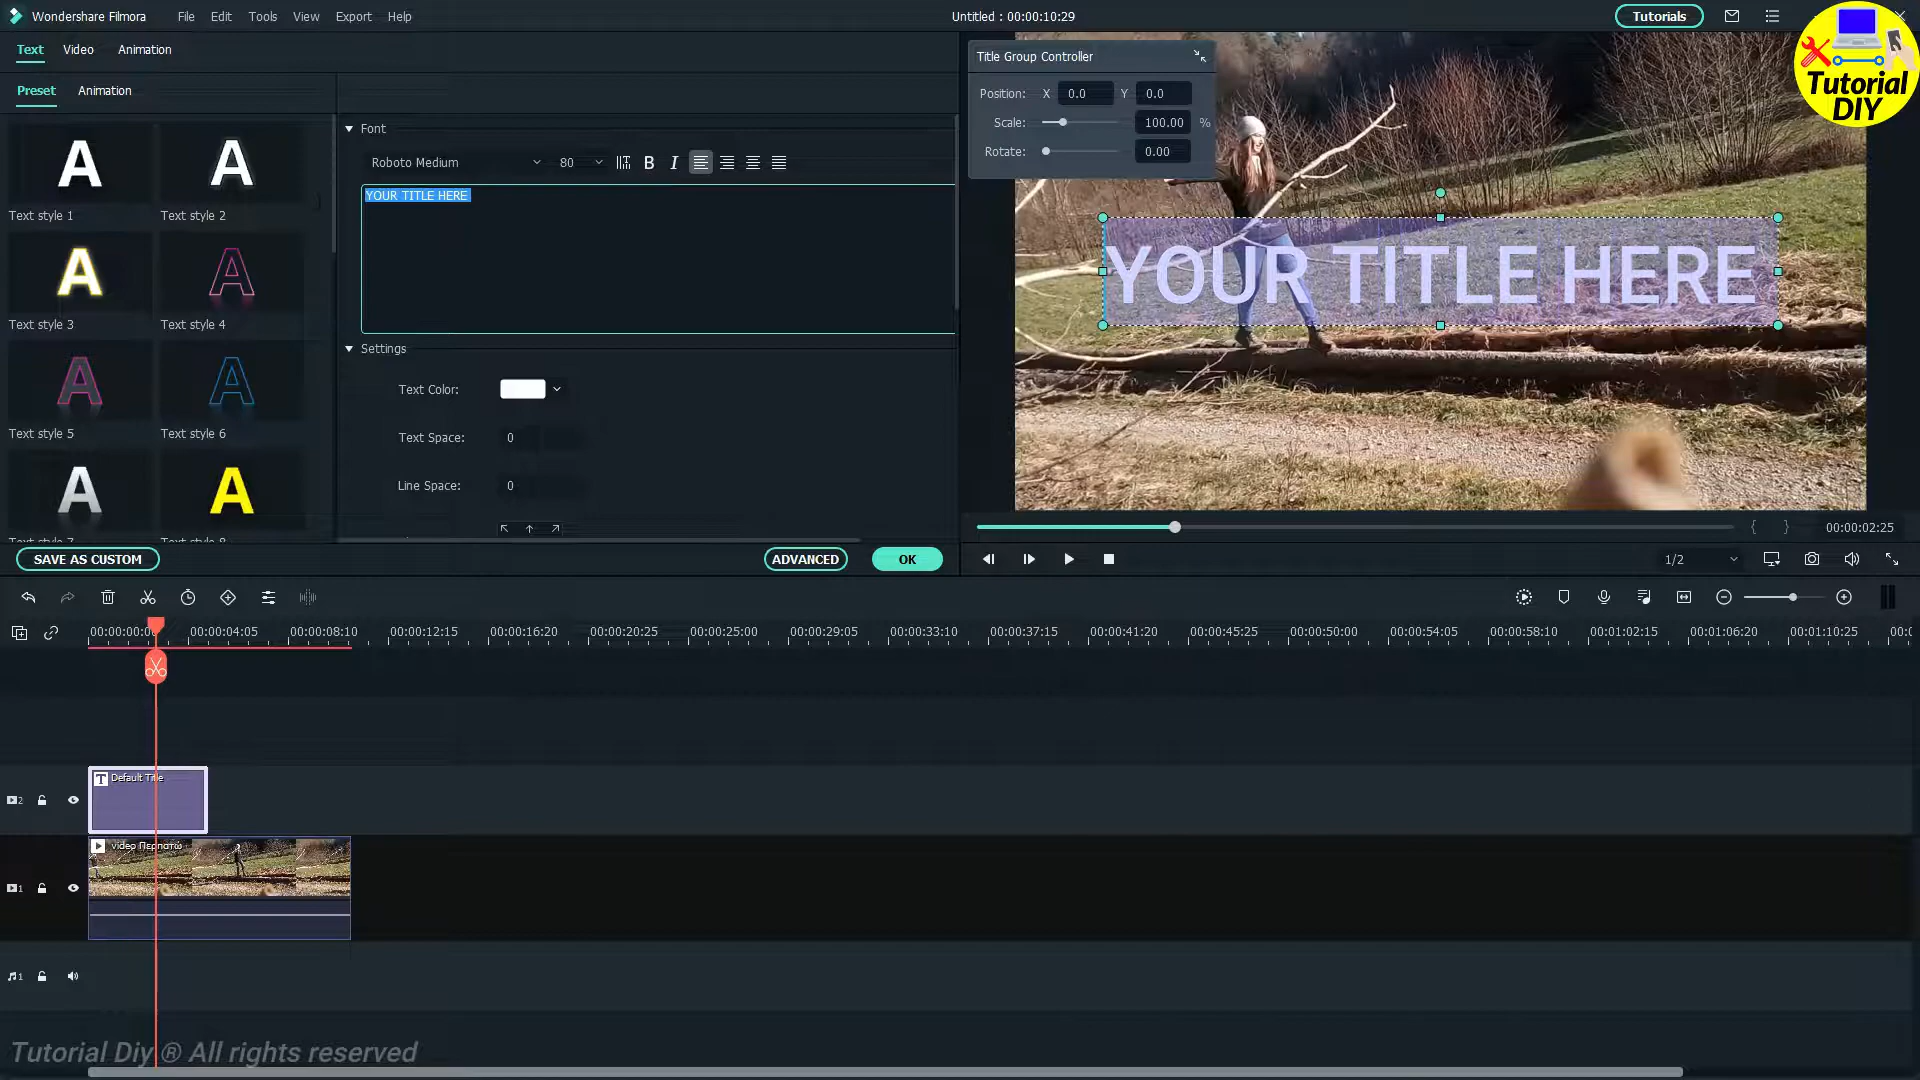 Wondershare Filmora File Edit Tools View Export Help Untitled : 00:00:10:29 Tutorials
Tutorial
DIY
Text Video Animation
Preset Animation
Text style 1 Text style 2
Text style 3 Text style 4
Text style 5 Text style 6
Font
Roboto Medium 80 B I
YOUR TITLE HERE
Settings
Text Color:
Text Space: 0
Line Space: 0
SAVE AS CUSTOM ADVANCED OK
Title Group Controller
Position: X 0.0 Y 0.0
Scale: 100.00 %
Rotate: 0.00
YOUR TITLE HERE
{ } 00:00:02:25
1/2
00:00:04:05 00:00:08:10 00:00:12:15 00:00:16:20 00:00:20:25 00:00:25:00 00:00:29:05 00:00:33:10 00:00:37:15 00:00:41:20 00:00:45:25 00:00:50:00 00:00:54:05 00:00:58:10 00:01:02:15 00:01:06:20 00:01:10:25
2 T Default Title
1 video Περπατώ
1
Tutorial Diy ® All rights reserved